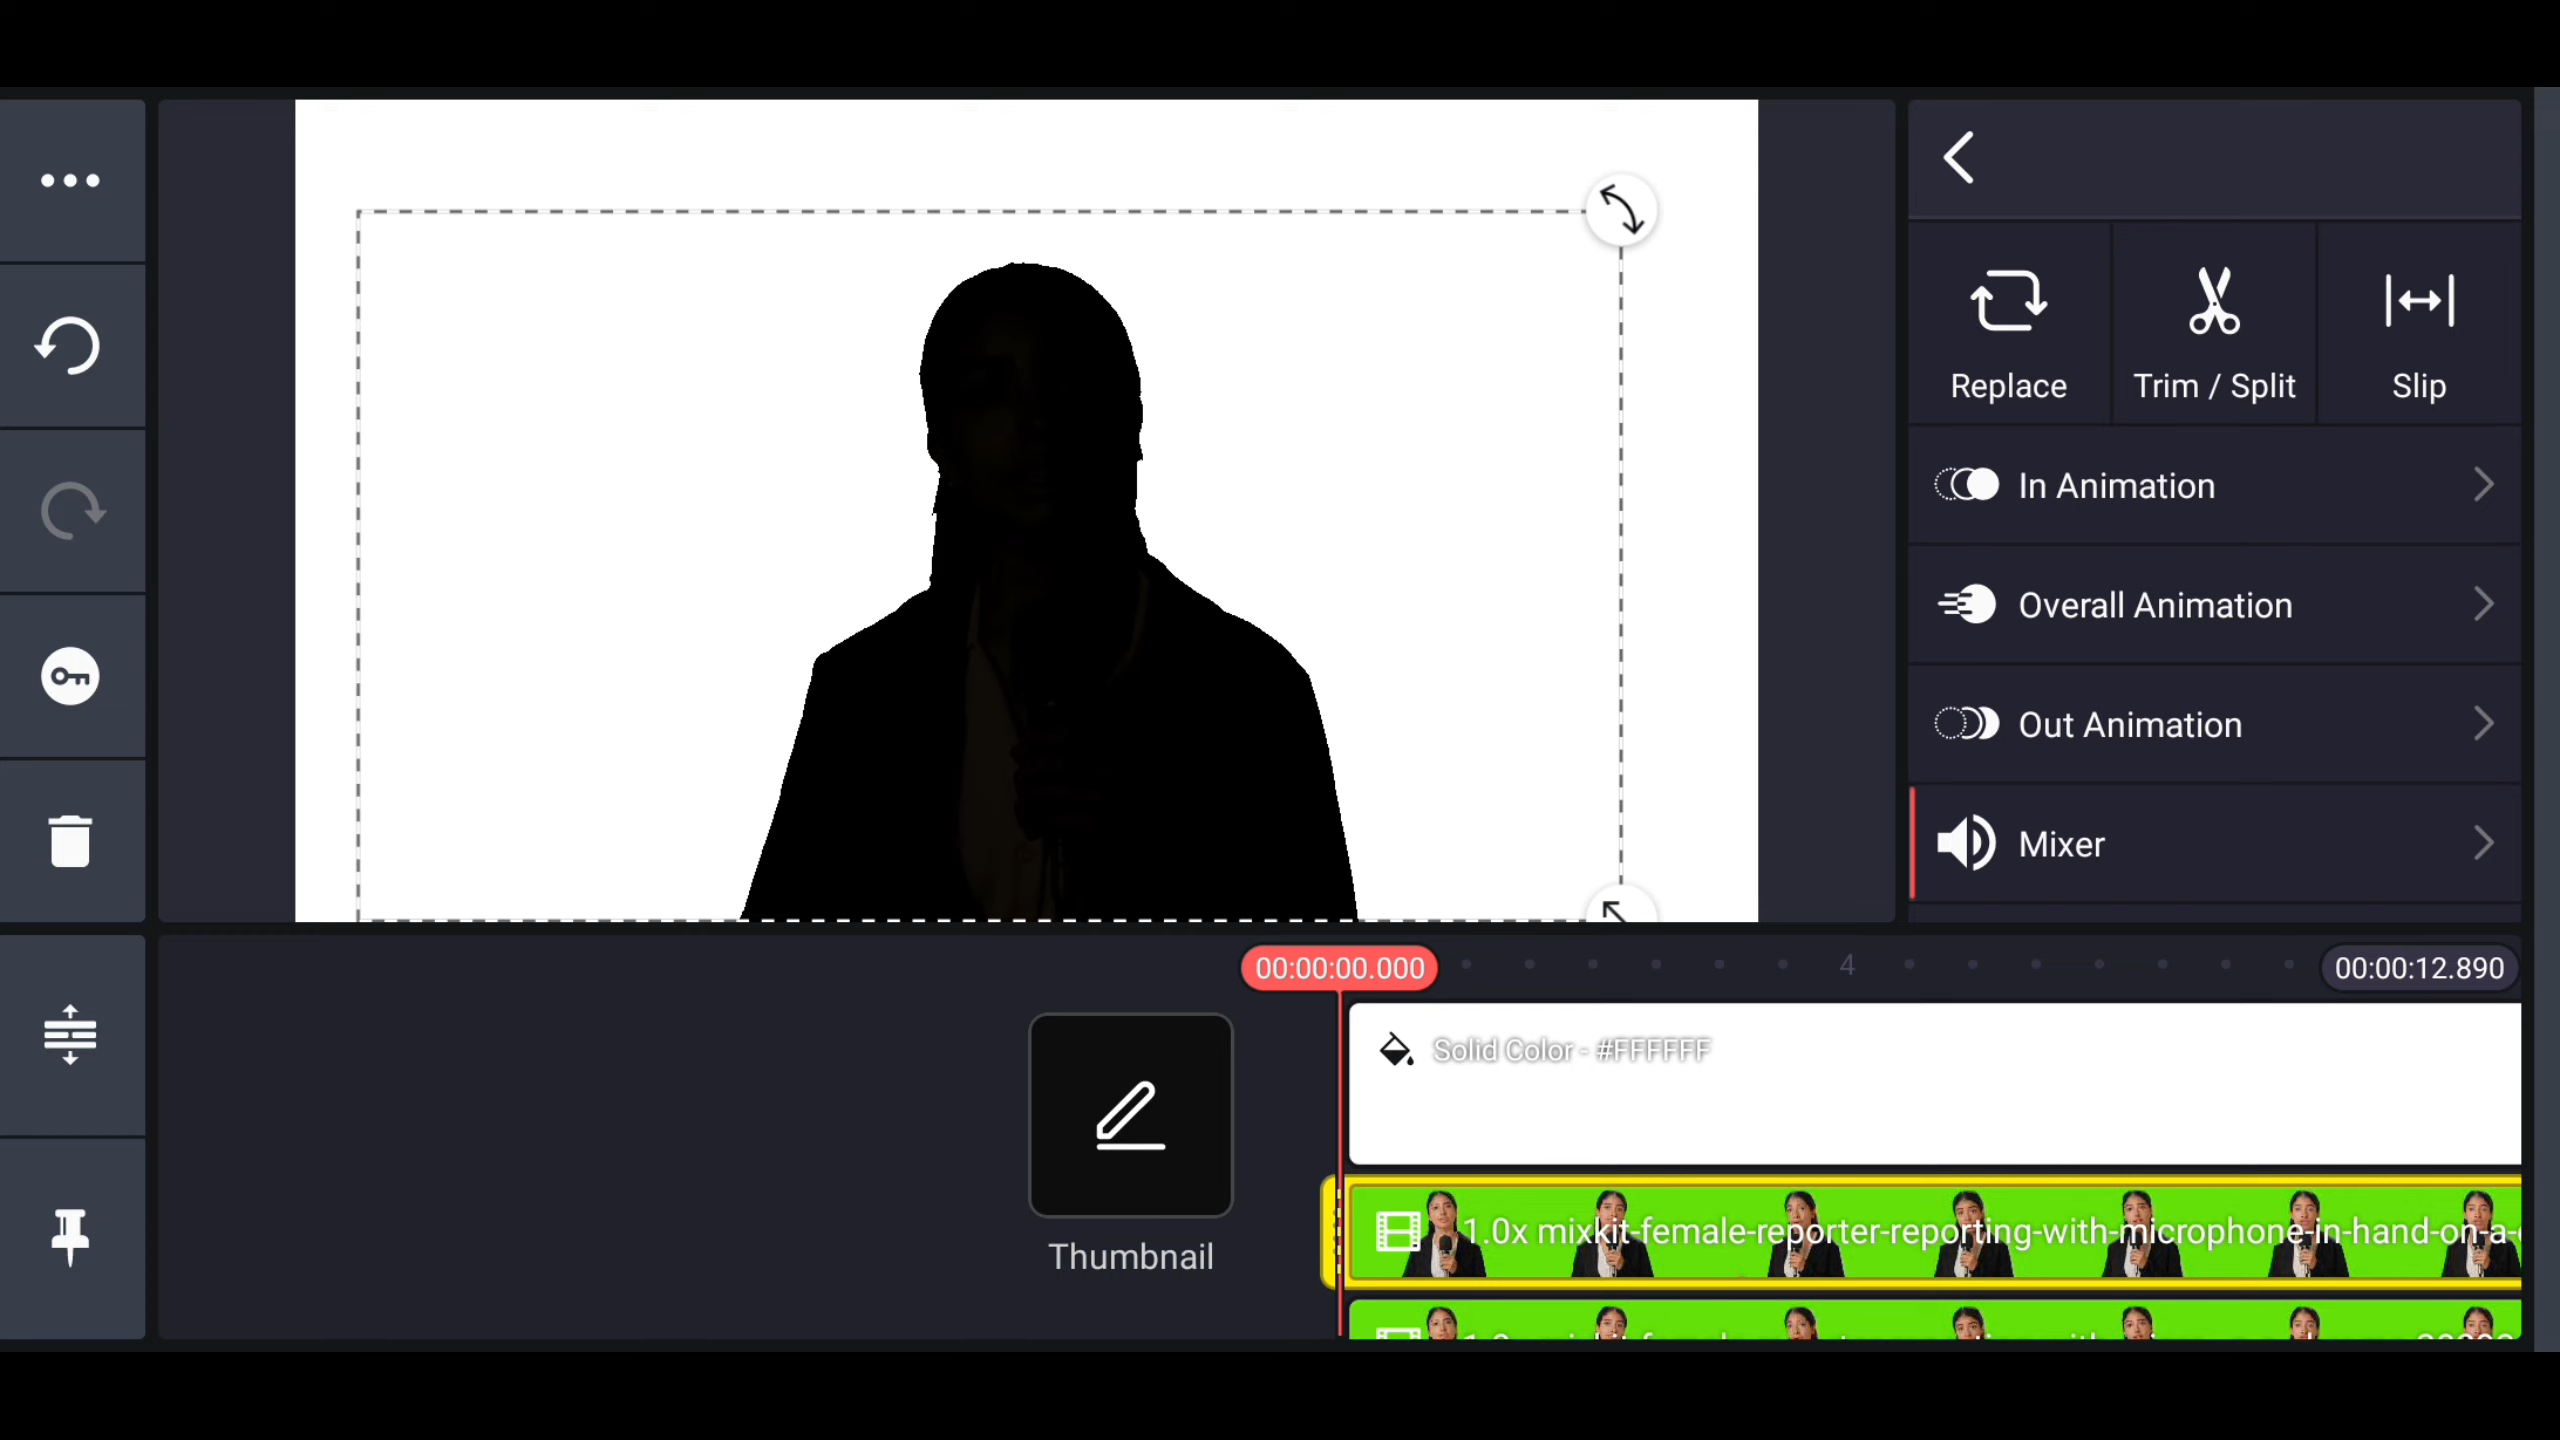 Replace
Trim / Split
Slip
In Animation
Overall Animation
Out Animation
Mixer
00:00:00.000
4
00:00:12.890
Solid Color - #FFFFFF
Thumbnail
1.0x mixkit-female-reporter-reporting-with-microphone-in-hand-on-a-